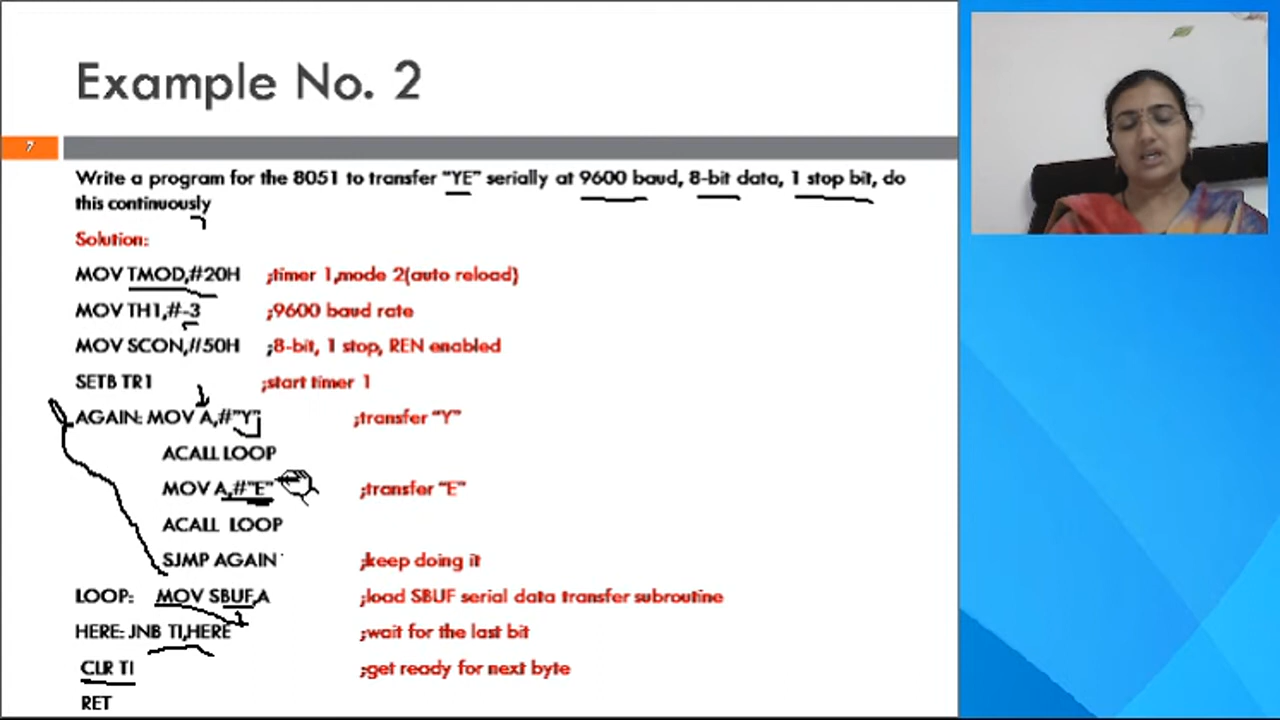 Example No. 2
7
Write a program for the 8051 to transfer “YE” serially at 9600 baud, 8-bit data, 1 stop bit, do
this continuously
Solution:
MOV TMOD,#20H ;timer 1,mode 2(auto reload)
MOV TH1,#-3 ;9600 baud rate
MOV SCON,#50H ;8-bit, 1 stop, REN enabled
SETB TR1 ;start timer 1
AGAIN: MOV A,#"Y" ;transfer “Y”
ACALL LOOP
MOV A,#"E" ;transfer “E”
ACALL LOOP
SJMP AGAIN ;keep doing it
LOOP: MOV SBUF,A ;load SBUF serial data transfer subroutine
HERE: JNB TI,HERE ;wait for the last bit
CLR TI ;get ready for next byte
RET